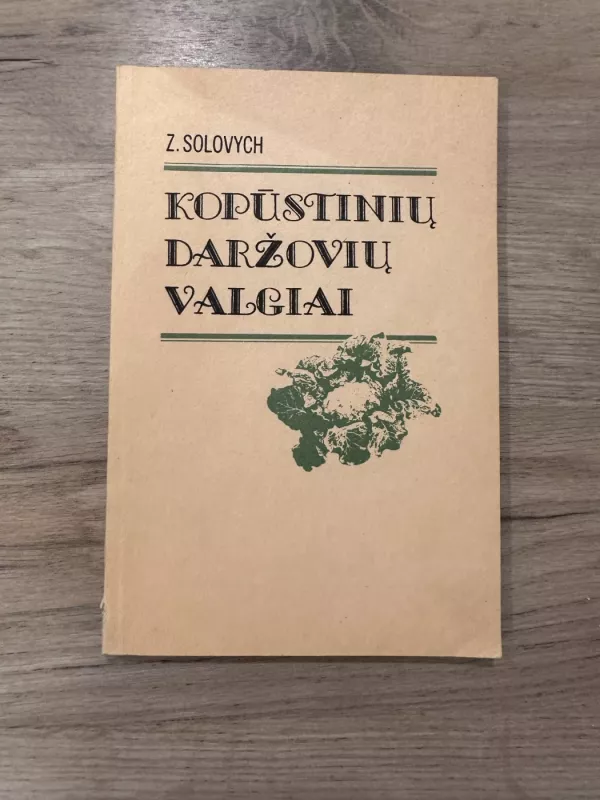 Z. SOLOVYCH
KOPŪSTINIŲ
DARŽOVIŲ
VALGIAI